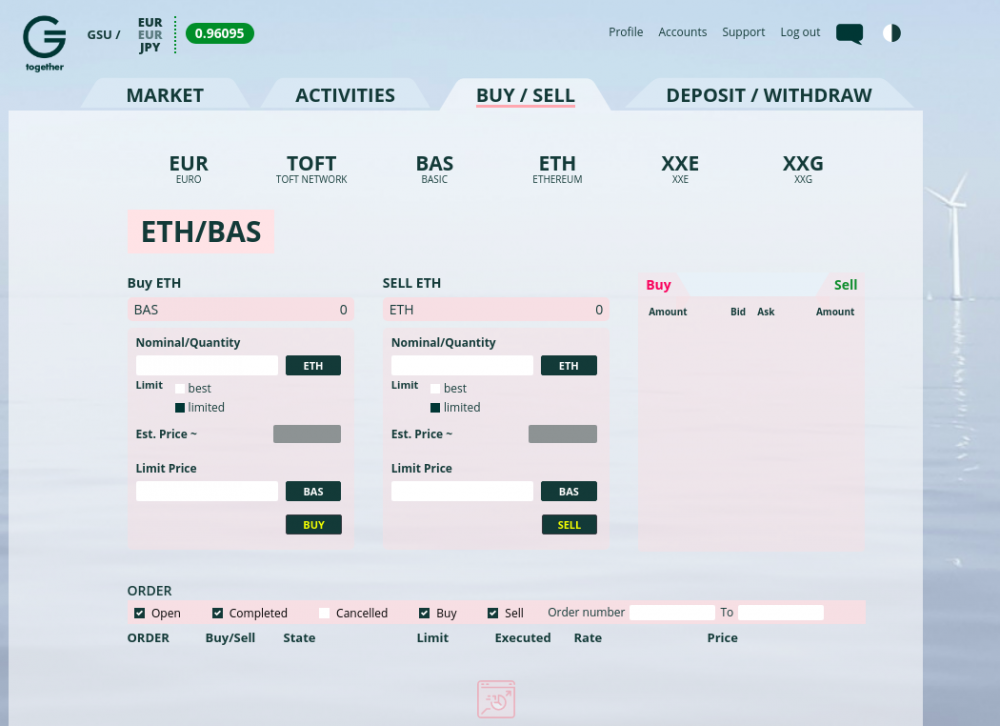 GSU /
EUR
EUR
JPY
0.96095
Profile Accounts Support Log out
together
MARKET ACTIVITIES BUY / SELL DEPOSIT / WITHDRAW
EUR TOFT BAS ETH XXE XXG
EURO TOFT NETWORK BASIC ETHEREUM XXE XXG
ETH/BAS
Buy ETH
BAS 0
Nominal/Quantity
ETH
Limit best
limited
Est. Price ~
Limit Price
BAS
BUY
SELL ETH
ETH 0
Nominal/Quantity
ETH
Limit best
limited
Est. Price ~
Limit Price
BAS
SELL
Buy Sell
Amount Bid Ask Amount
ORDER
Open Completed Cancelled Buy Sell Order number To
ORDER Buy/Sell State Limit Executed Rate Price